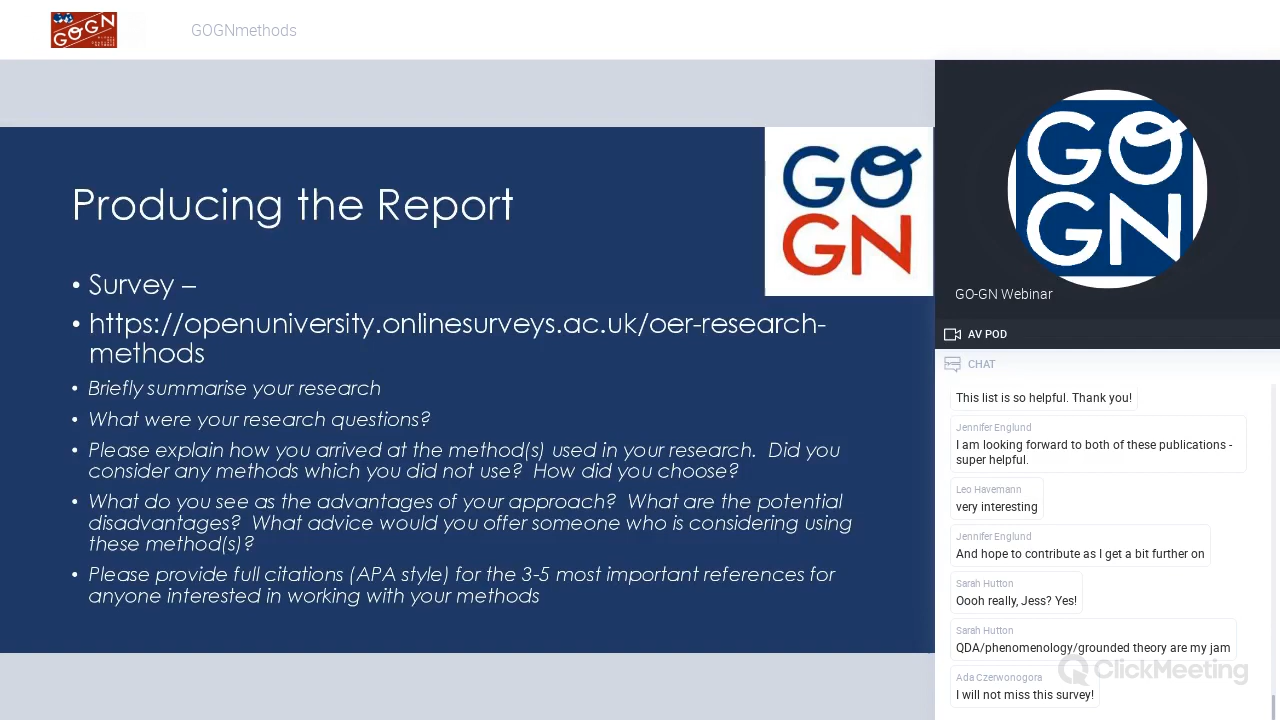 GO
GN
GOGNmethods
Producing the Report
GO
GN
• Survey –
• https://openuniversity.onlinesurveys.ac.uk/oer-research-
methods
• Briefly summarise your research
• What were your research questions?
• Please explain how you arrived at the method(s) used in your research. Did you
consider any methods which you did not use? How did you choose?
• What do you see as the advantages of your approach? What are the potential
disadvantages? What advice would you offer someone who is considering using
these method(s)?
• Please provide full citations (APA style) for the 3-5 most important references for
anyone interested in working with your methods
GO
GN
GO-GN Webinar
AV POD
CHAT
This list is so helpful. Thank you!
Jennifer Englund
I am looking forward to both of these publications -
super helpful.
Leo Havemann
very interesting
Jennifer Englund
And hope to contribute as I get a bit further on
Sarah Hutton
Oooh really, Jess? Yes!
Sarah Hutton
QDA/phenomenology/grounded theory are my jam
ClickMeeting
Ada Czerwonogora
I will not miss this survey!